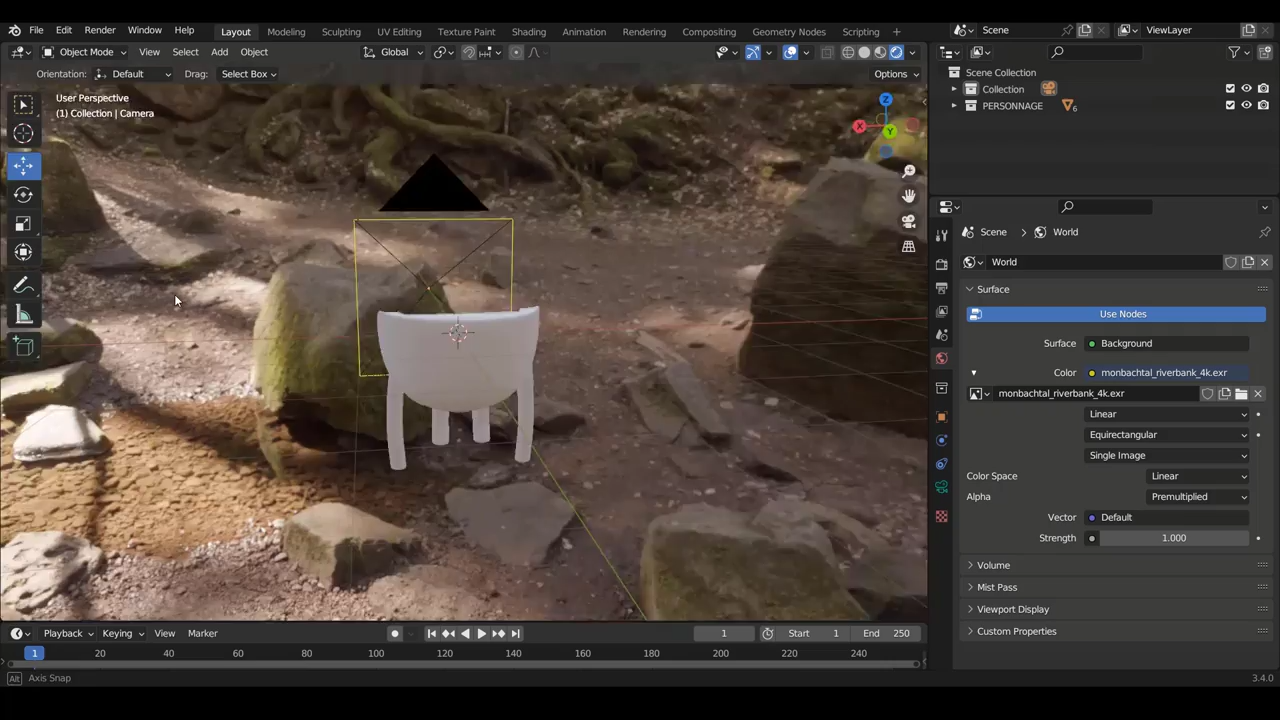 File Edit Render Window Help Layout Modeling Sculpting UV Editing Texture Paint Shading Animation Rendering Compositing Geometry Nodes Scripting + Scene ViewLayer
Object Mode View Select Add Object Global
Orientation: Default Drag: Select Box Options
User Perspective
(1) Collection | Camera
Z
X
Y
Scene Collection
Collection
PERSONNAGE 6
Scene > World
World
Surface
Use Nodes
Surface Background
Color monbachtal_riverbank_4k.exr
monbachtal_riverbank_4k.exr
Linear
Equirectangular
Single Image
Color Space Linear
Alpha Premultiplied
Vector Default
Strength 1.000
Volume
Mist Pass
Viewport Display
Custom Properties
Playback Keying View Marker 1 Start 1 End 250
1 20 40 60 80 100 120 140 160 180 200 220 240
Alt Axis Snap 3.4.0